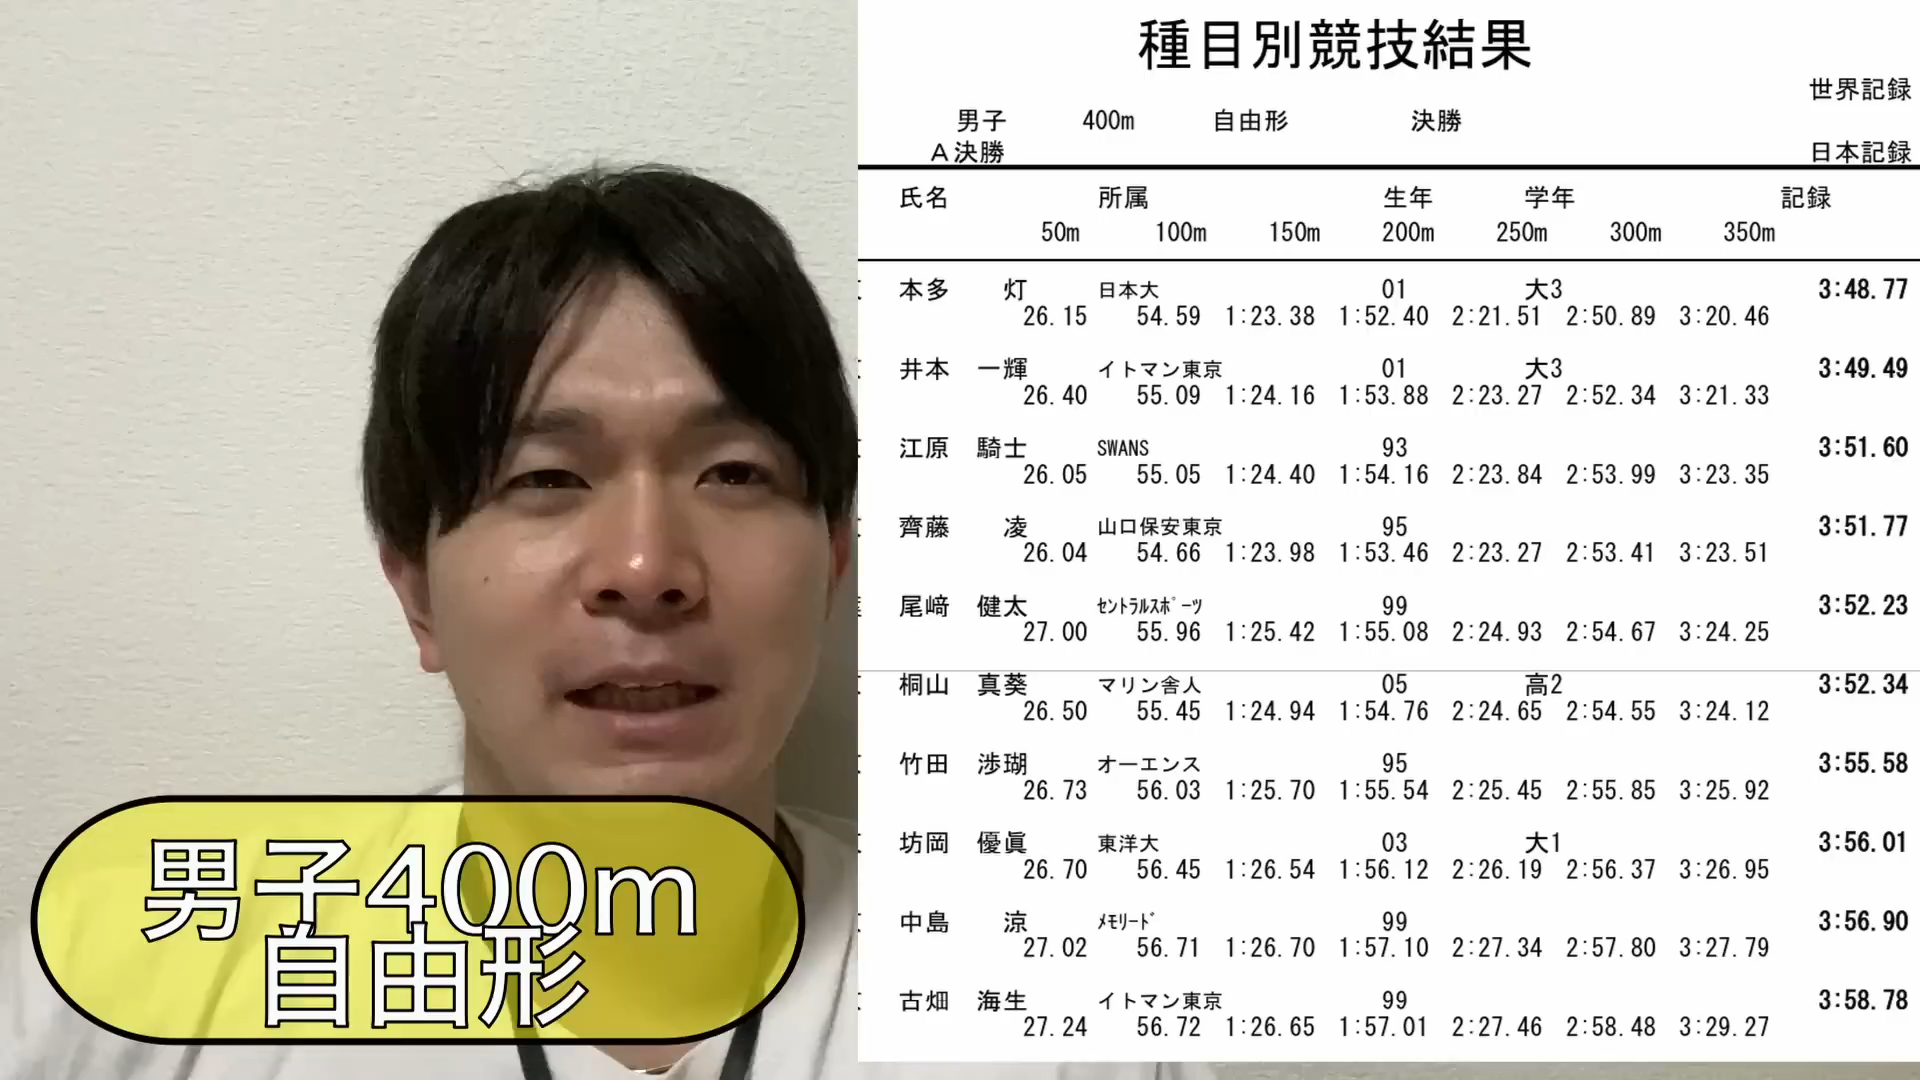 種目別競技結果
世界記録
男子 400m 自由形 決勝
A決勝 日本記録
氏名 所属 生年 学年 記録
50m 100m 150m 200m 250m 300m 350m
本多 灯 日本大 01 大3 3:48.77
26.15 54.59 1:23.38 1:52.40 2:21.51 2:50.89 3:20.46
井本 一輝 イトマン東京 01 大3 3:49.49
26.40 55.09 1:24.16 1:53.88 2:23.27 2:52.34 3:21.33
江原 騎士 SWANS 93 3:51.60
26.05 55.05 1:24.40 1:54.16 2:23.84 2:53.99 3:23.35
齊藤 凌 山口保安東京 95 3:51.77
26.04 54.66 1:23.98 1:53.46 2:23.27 2:53.41 3:23.51
尾﨑 健太 ｾﾝﾄﾗﾙｽﾎﾟｰﾂ 99 3:52.23
27.00 55.96 1:25.42 1:55.08 2:24.93 2:54.67 3:24.25
桐山 真葵 マリン舎人 05 高2 3:52.34
26.50 55.45 1:24.94 1:54.76 2:24.65 2:54.55 3:24.12
竹田 渉瑚 オーエンス 95 3:55.58
26.73 56.03 1:25.70 1:55.54 2:25.45 2:55.85 3:25.92
坊岡 優眞 東洋大 03 大1 3:56.01
26.70 56.45 1:26.54 1:56.12 2:26.19 2:56.37 3:26.95
中島 涼 ﾒﾓﾘｰﾄﾞ 99 3:56.90
27.02 56.71 1:26.70 1:57.10 2:27.34 2:57.80 3:27.79
古畑 海生 イトマン東京 99 3:58.78
27.24 56.72 1:26.65 1:57.01 2:27.46 2:58.48 3:29.27
男子400m
自由形